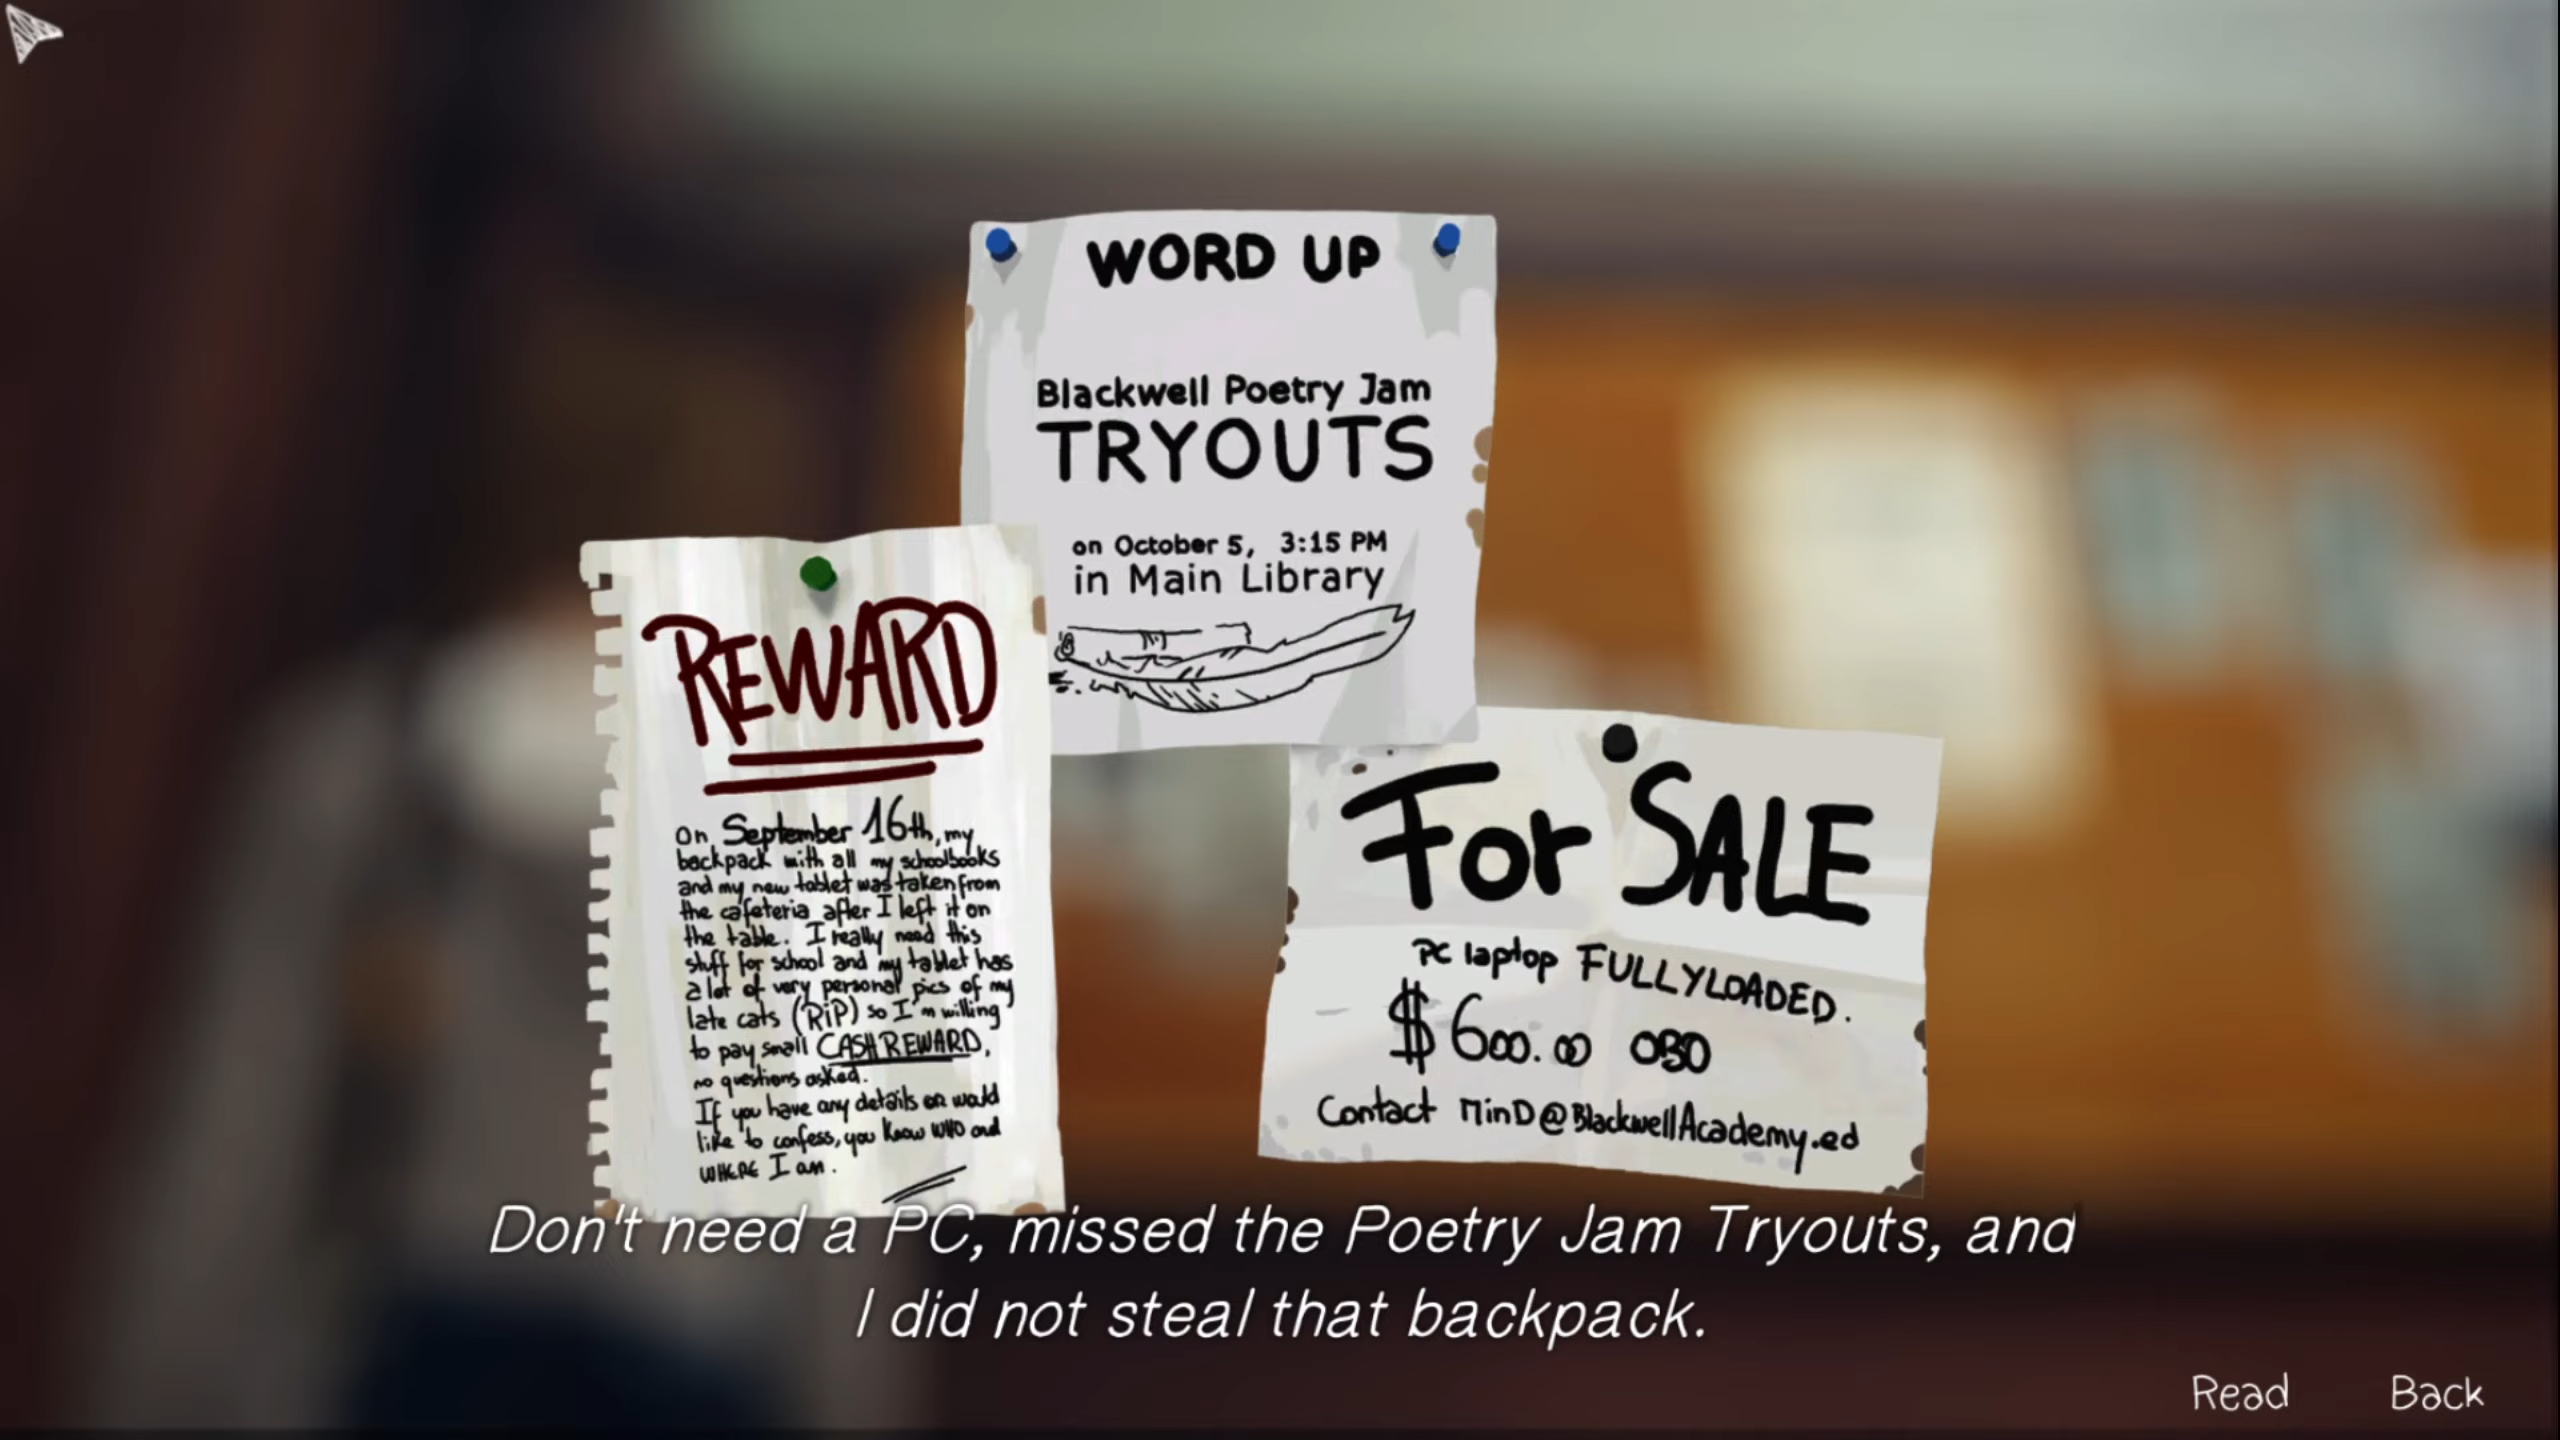 WORD UP
Blackwell Poetry Jam
TRYOUTS
on October 5, 3:15 PM
in Main Library
REWARD
On September 16th, my
backpack with all my schoolbooks
and my new tablet was taken from
the cafeteria after I left it on
the table. I really need this
stuff for school and my tablet has
a lot of very personal pics of my
late cats (RiP) so I'm willing
to pay small CASH REWARD,
no questions asked.
If you have any details or would
like to confess, you know WHO and
WHERE I am.
For SALE
PC laptop FULLYLOADED.
$600.00 OBO
Contact MinD@BlackwellAcademy.ed
Don't need a PC, missed the Poetry Jam Tryouts, and
I did not steal that backpack.
Read Back